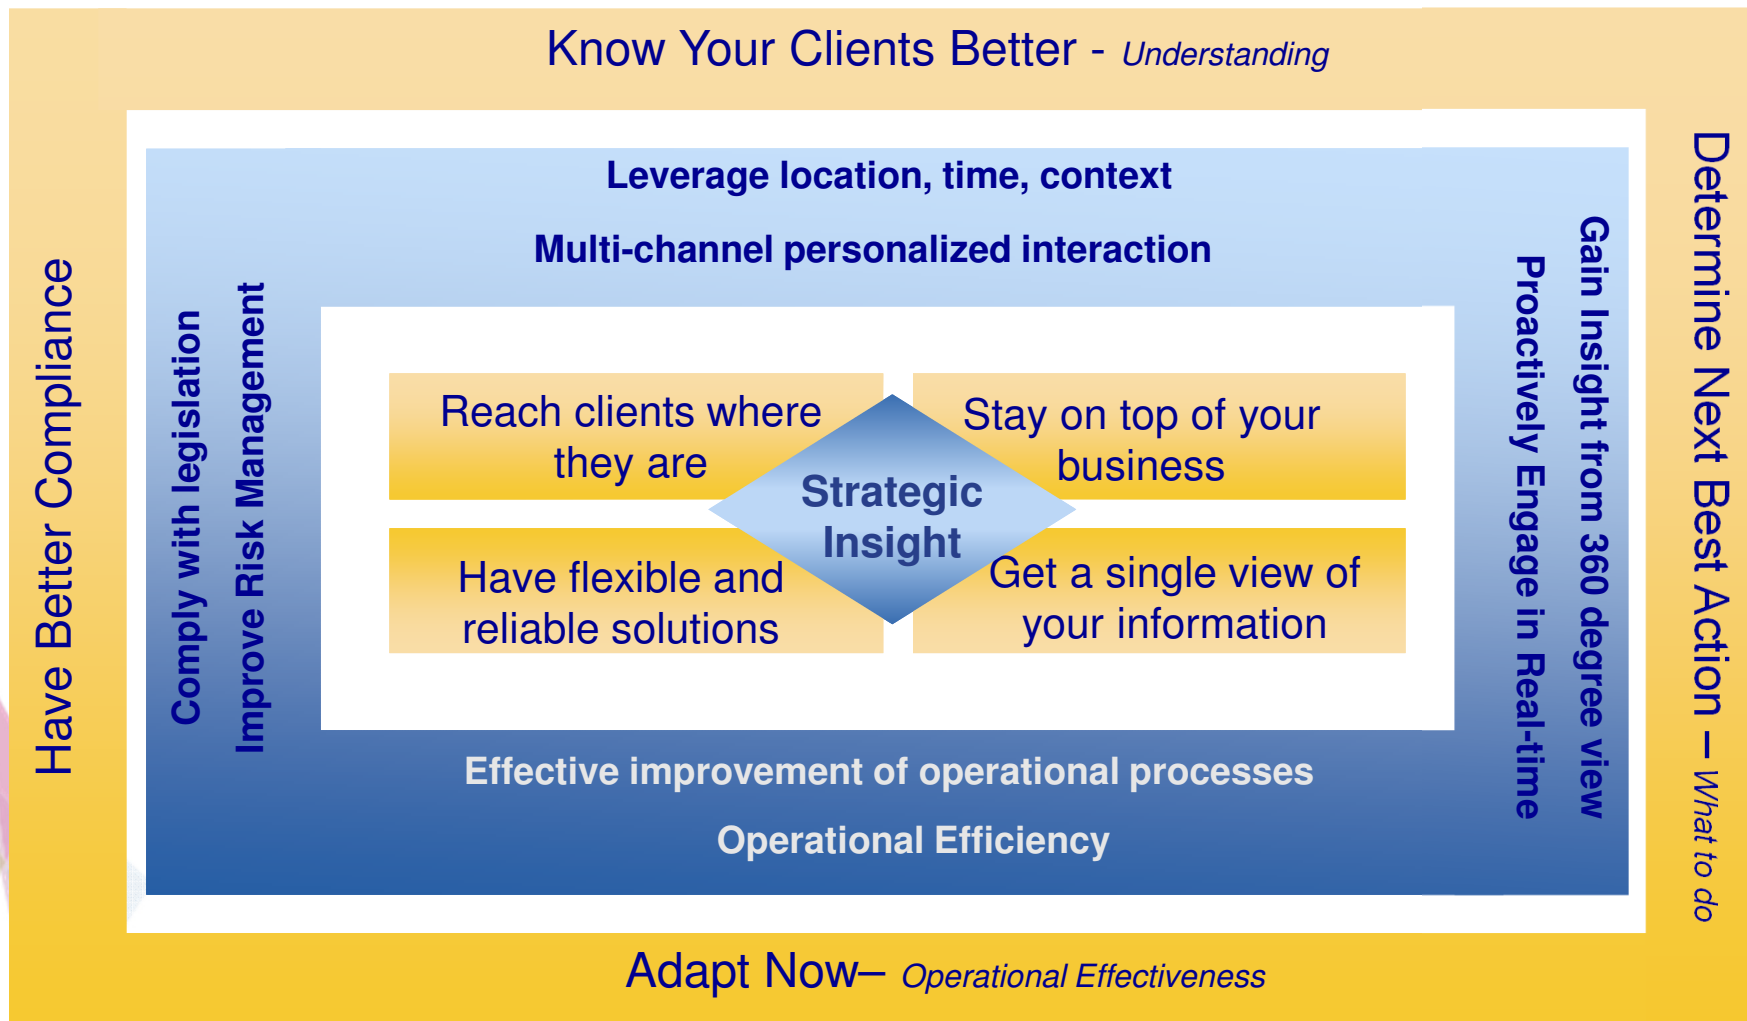 Know Your Clients Better - Understanding
Leverage location, time, context
Multi-channel personalized interaction
Have Better Compliance
Comply with legislation
Improve Risk Management
Reach clients where
they are
Stay on top of your
business
Strategic
Insight
Have flexible and
reliable solutions
Get a single view of
your information
Proactively Engage in Real-time
Gain Insight from 360 degree view
Determine Next Best Action – What to do
Effective improvement of operational processes
Operational Efficiency
Adapt Now– Operational Effectiveness